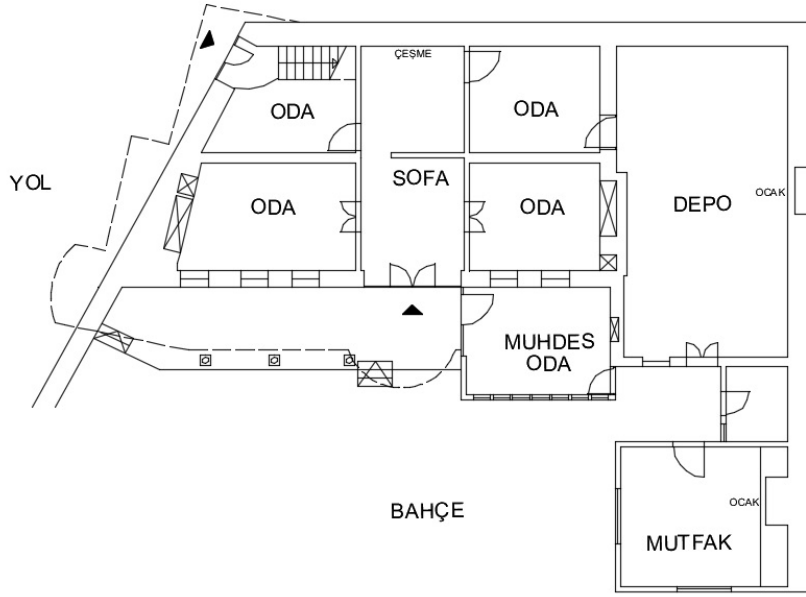 ÇEŞME
ODA
ODA
YOL
SOFA
ODA
ODA
DEPO
OCAK
MUHDES
ODA
BAHÇE
OCAK
MUTFAK